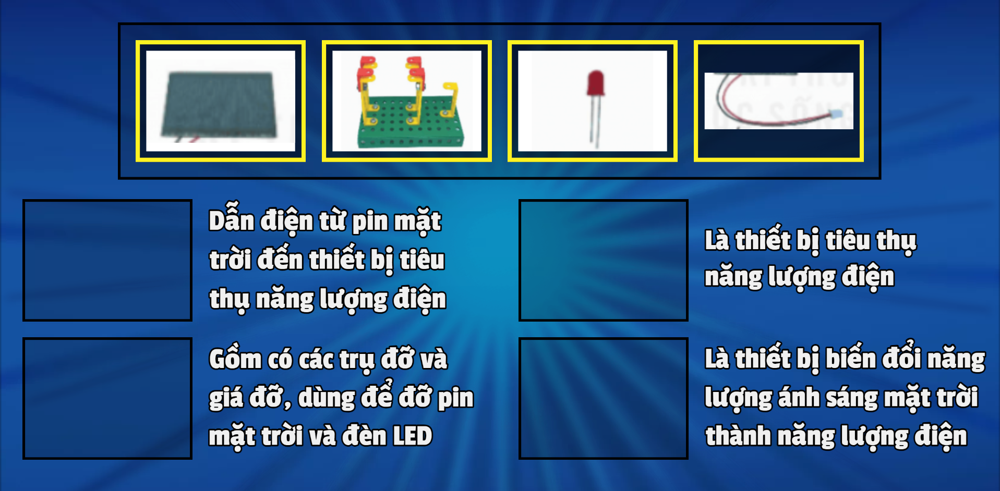 Dẫn điện từ pin mặt
trời đến thiết bị tiêu
thụ năng lượng điện
Là thiết bị tiêu thụ
năng lượng điện
Gồm có các trụ đỡ và
giá đỡ, dùng để đỡ pin
mặt trời và đèn LED
Là thiết bị biến đổi năng
lượng ánh sáng mặt trời
thành năng lượng điện